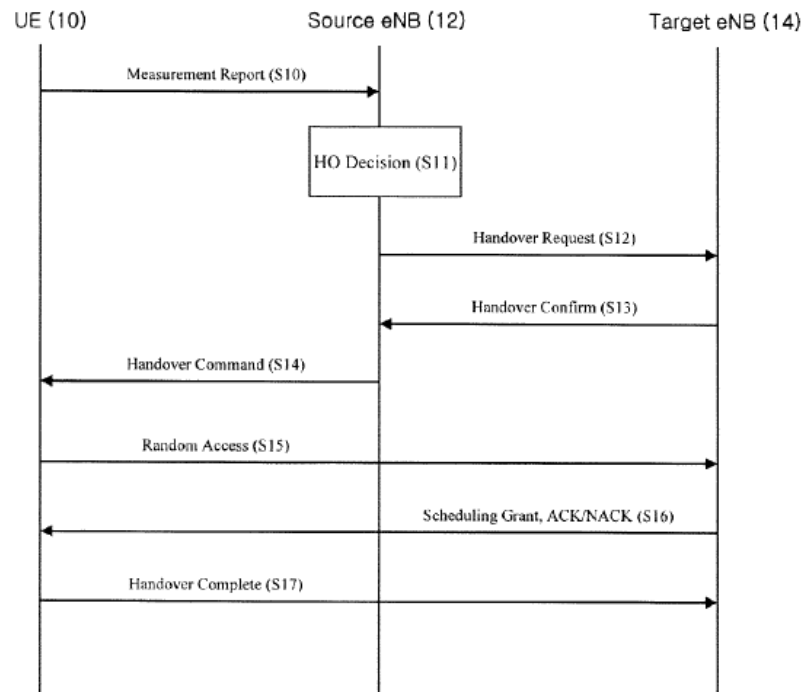 UE (10)
Source eNB (12)
Target eNB (14)
Measurement Report (S10)
HO Decision (S11)
Handover Request (S12)
Handover Confirm (S13)
Handover Command (S14)
Random Access (S15)
Scheduling Grant, ACK/NACK (S16)
Handover Complete (S17)